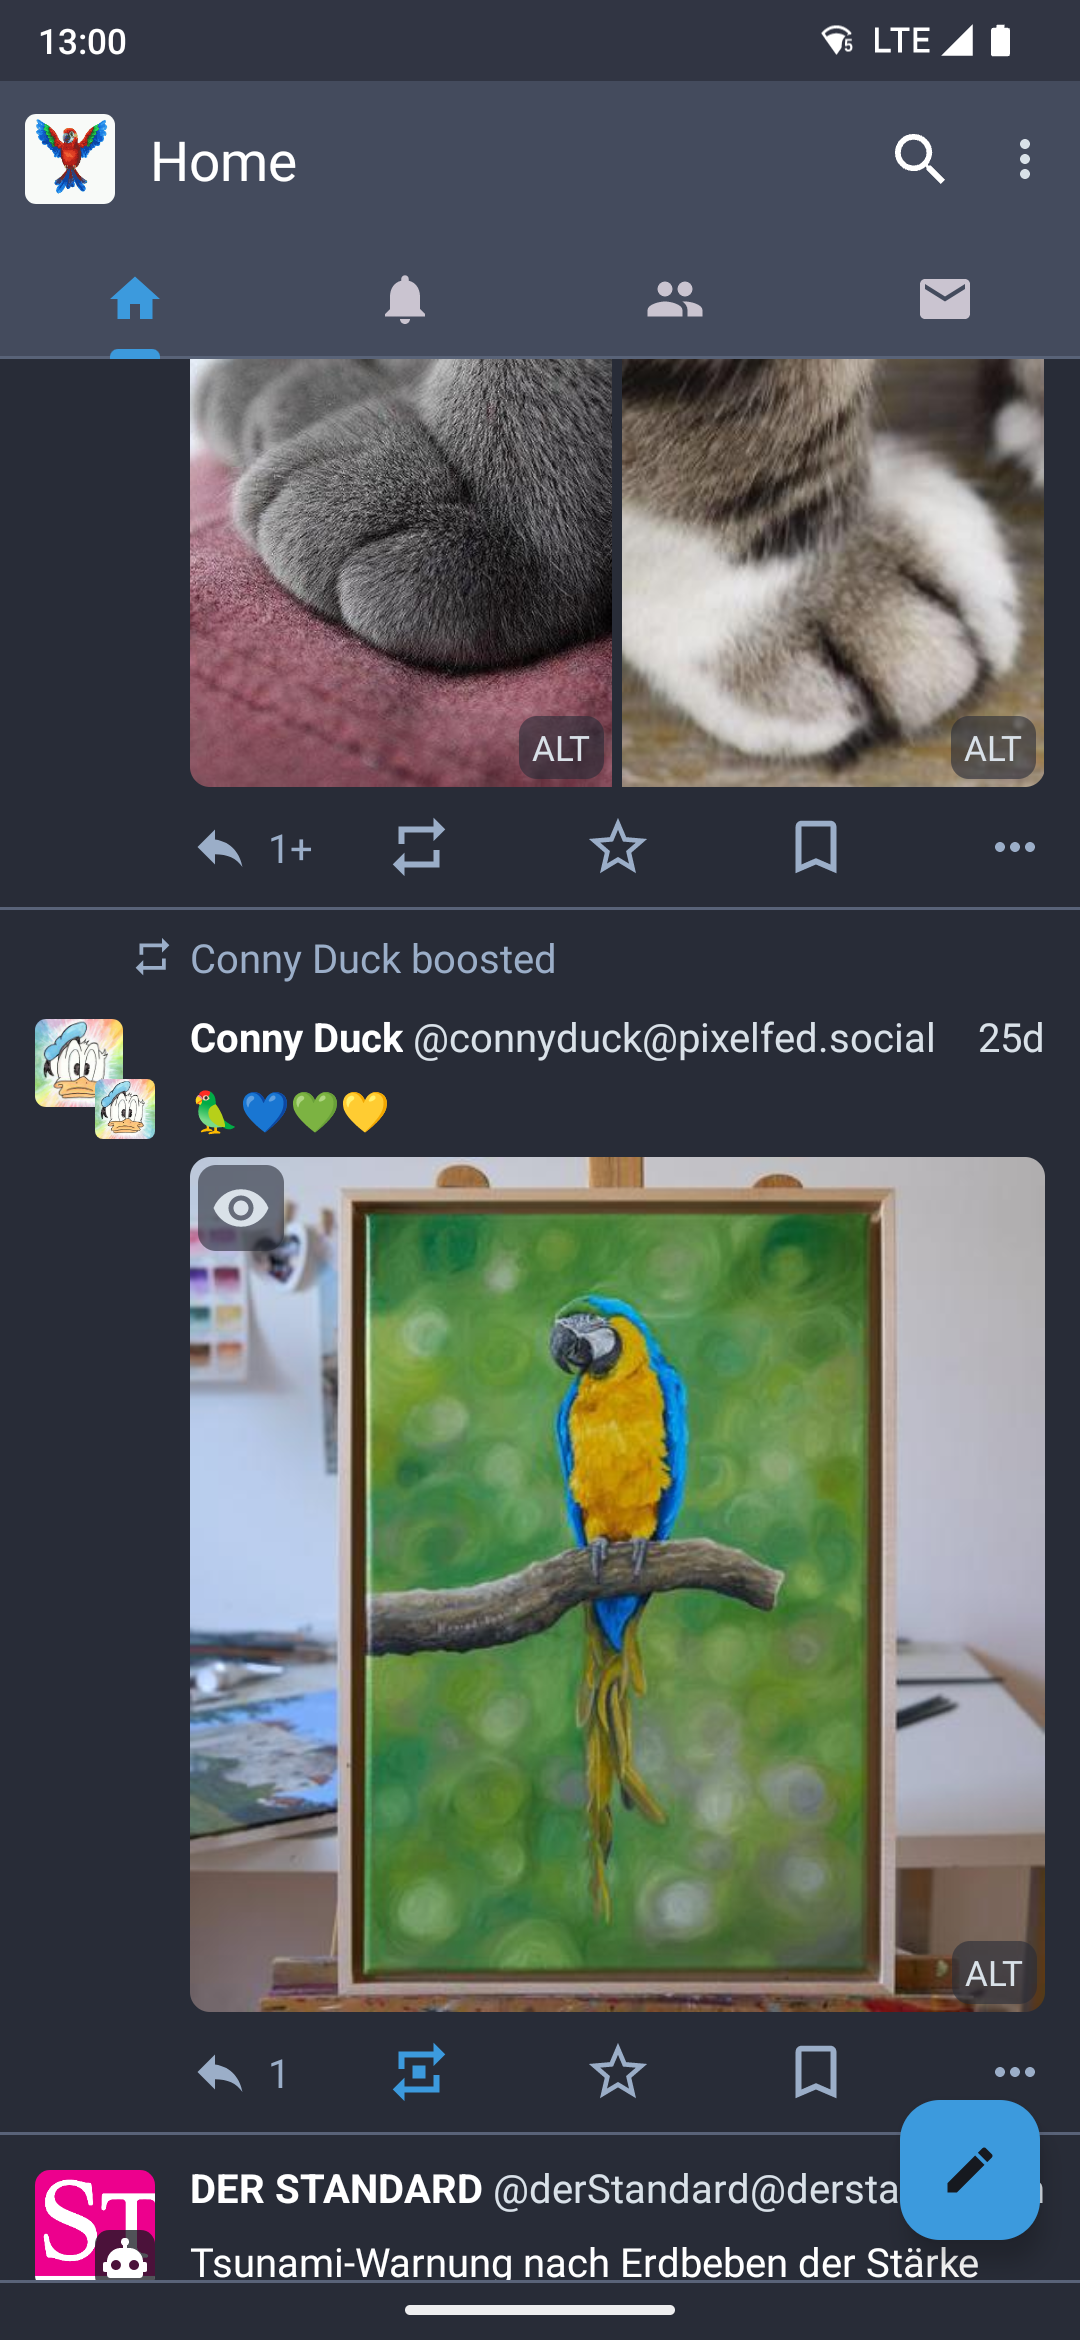 13:00
LTE
Home
ALT
ALT
1+
Conny Duck boosted
Conny Duck @connyduck@pixelfed.social 25d
🦜💙💚💛
ALT
1
DER STANDARD @derStandard@dersta
Tsunami-Warnung nach Erdbeben der Stärke